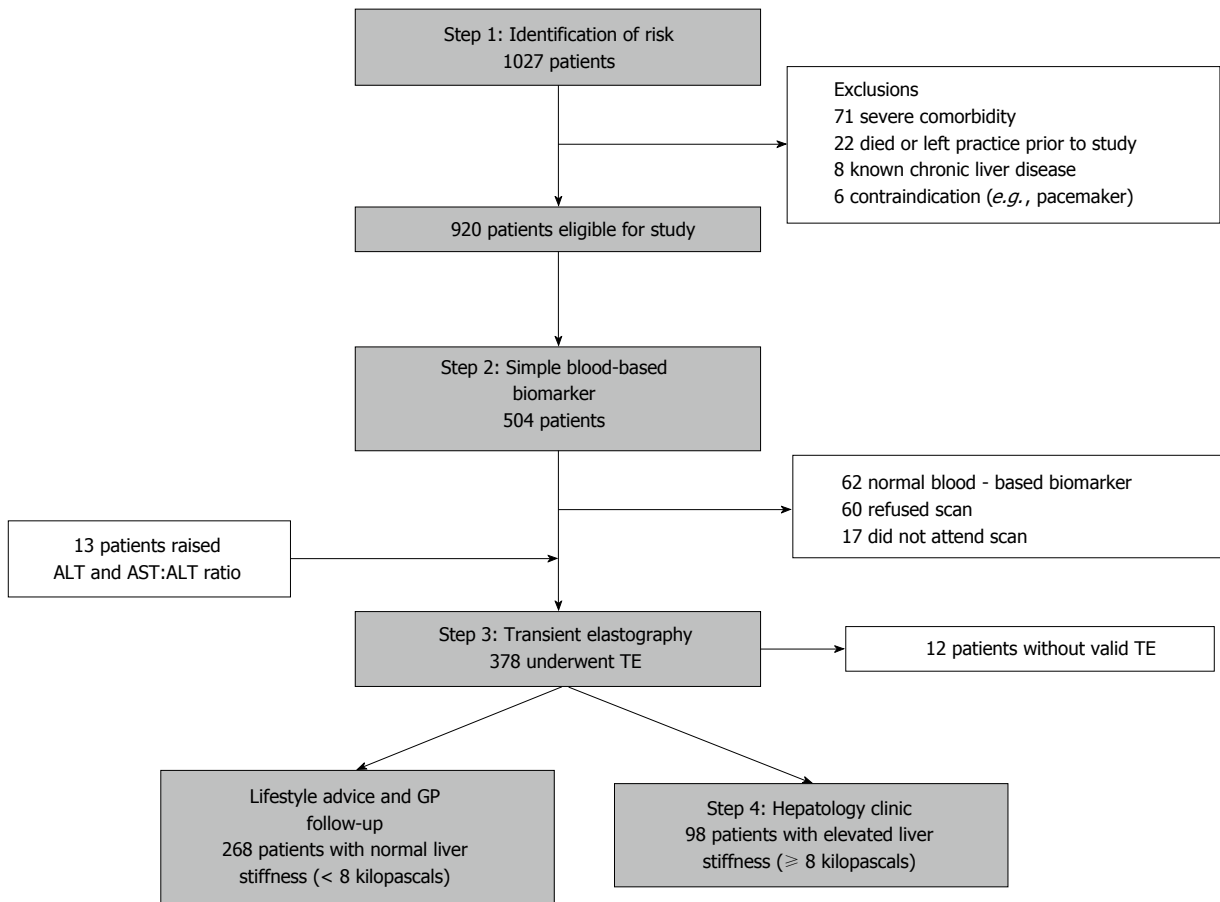 Step 1: Identification of risk
1027 patients
Exclusions
71 severe comorbidity
22 died or left practice prior to study
8 known chronic liver disease
6 contraindication (e.g., pacemaker)
920 patients eligible for study
Step 2: Simple blood-based
biomarker
504 patients
62 normal blood - based biomarker
60 refused scan
17 did not attend scan
13 patients raised
ALT and AST:ALT ratio
Step 3: Transient elastography
378 underwent TE
12 patients without valid TE
Lifestyle advice and GP
follow-up
268 patients with normal liver
stiffness (< 8 kilopascals)
Step 4: Hepatology clinic
98 patients with elevated liver
stiffness (≥ 8 kilopascals)